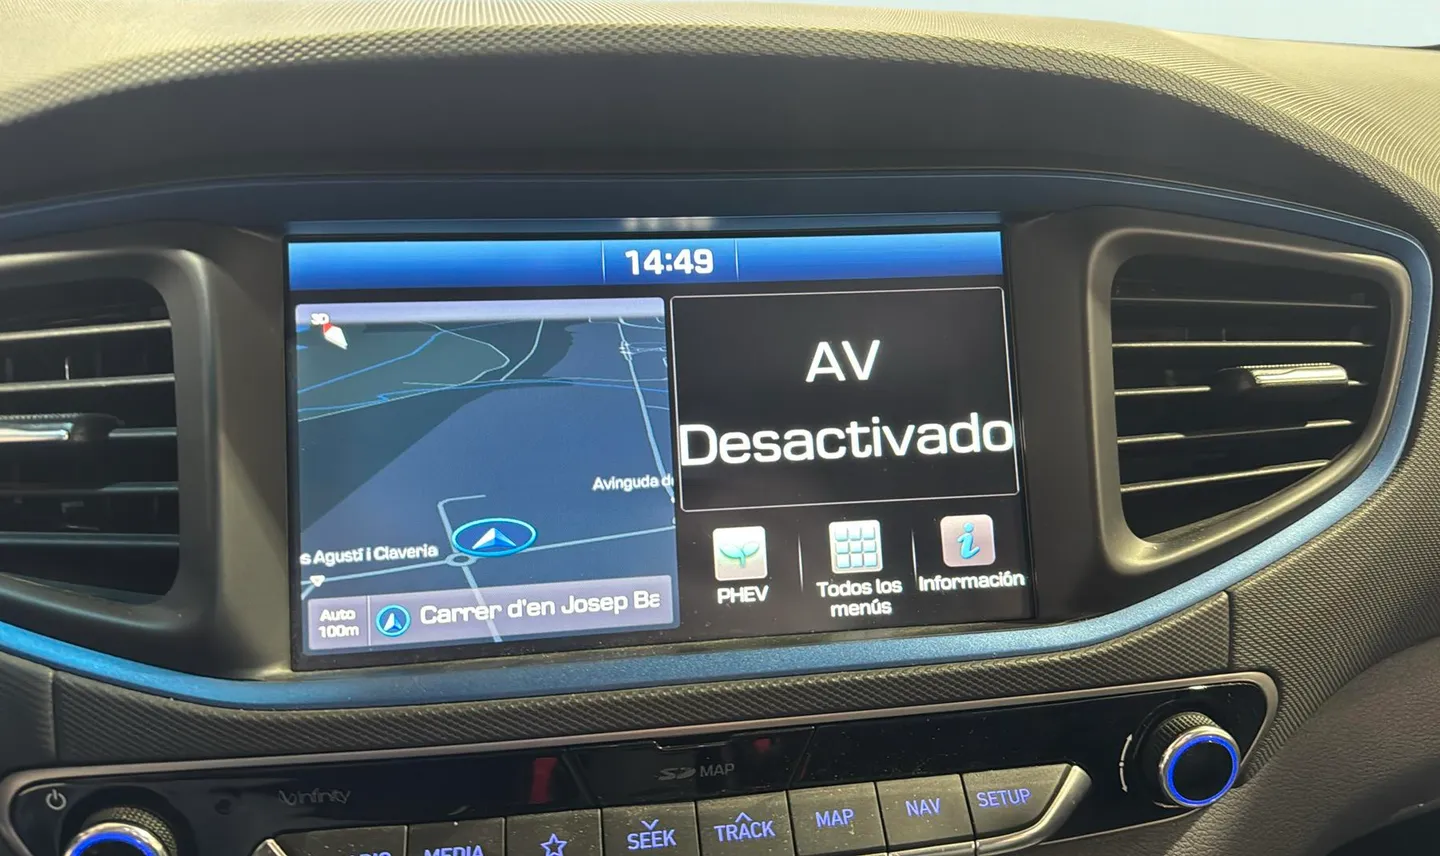 14:49
3D
AV
Desactivado
Avinguda
s Agustí i Claveria
Auto
100m
Carrer d'en Josep Ba
PHEV
Todos los
menús
Información
SD MAP
infinity
MEDIA
SEEK
TRACK
MAP
NAV
SETUP